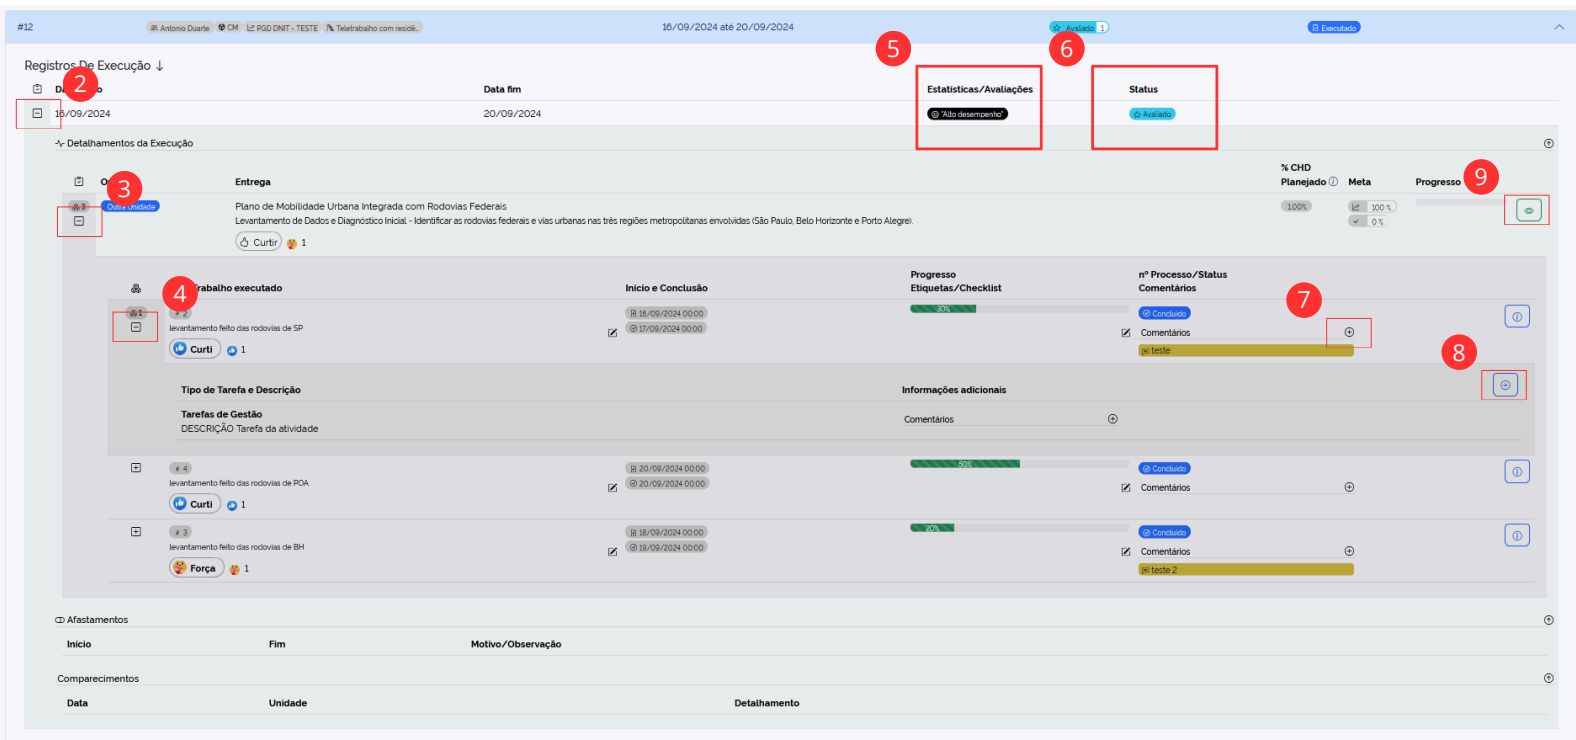 #12 Antonio Duarte CM PGD DNIT - TESTE Teletrabalho com residê... 16/09/2024 até 20/09/2024 Avaliado 1 Executado
5 6
Registros De Execução ↓
2
Data fim Estatísticas/Avaliações Status
16/09/2024 20/09/2024 "Alto desempenho" Avaliado
Detalhamentos da Execução
% CHD
Entrega Planejado Meta Progresso
3 9
3 Outra Unidade Plano de Mobilidade Urbana Integrada com Rodovias Federais 100% 100 %
Levantamento de Dados e Diagnóstico Inicial - Identificar as rodovias federais e vias urbanas nas três regiões metropolitanas envolvidas (São Paulo, Belo Horizonte e Porto Alegre). 0 %
Curtir 1
Progresso nº Processo/Status
Trabalho executado Início e Conclusão Etiquetas/Checklist Comentários
4 7
1 # 2 16/09/2024 00:00 30% Concluido
levantamento feito das rodovias de SP 17/09/2024 00:00 Comentários
Curti 1 teste
8
Tipo de Tarefa e Descrição Informações adicionais
Tarefas de Gestão
DESCRIÇÃO Tarefa da atividade Comentários
# 4 20/09/2024 00:00 50% Concluido
levantamento feito das rodovias de POA 20/09/2024 00:00 Comentários
Curti 1
# 3 18/09/2024 00:00 20% Concluido
levantamento feito das rodovias de BH 19/09/2024 00:00 Comentários
Força 1 teste 2
Afastamentos
Início Fim Motivo/Observação
Comparecimentos
Data Unidade Detalhamento